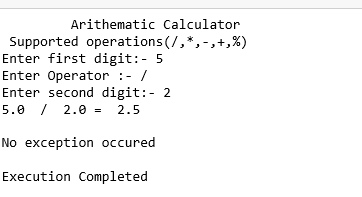 Arithematic Calculator
Supported operations(/,*,-,+,%)
Enter first digit:- 5
Enter Operator :- /
Enter second digit:- 2
5.0  /  2.0 =  2.5
No exception occured
Execution Completed